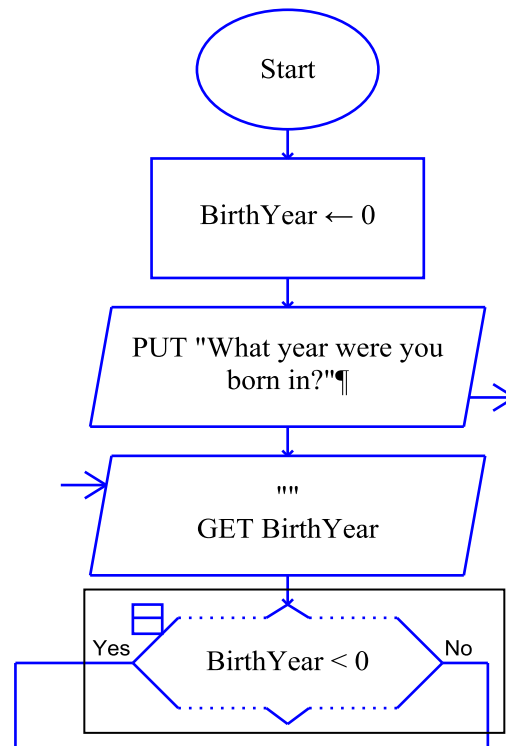 Start
BirthYear ← 0
PUT "What year were you
born in?"¶
""
GET BirthYear
Yes
BirthYear < 0
No